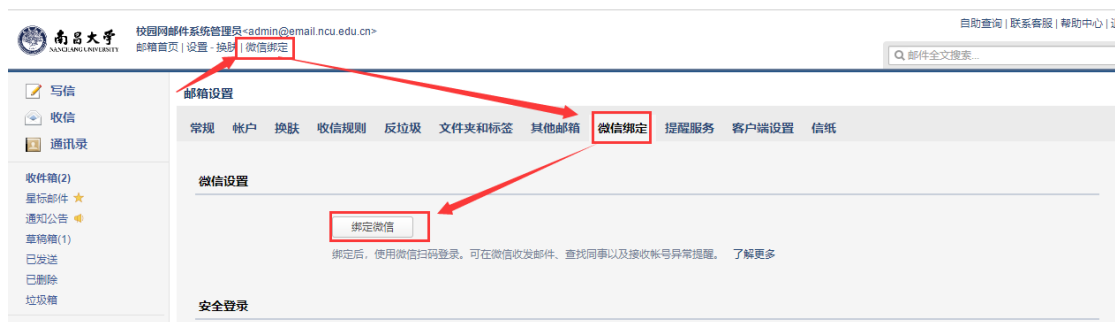 自助查询 | 联系客服 | 帮助中心 |
南昌大学
NANCHANG UNIVERSITY
校园网邮件系统管理员<admin@email.ncu.edu.cn>
邮箱首页 | 设置 - 换肤 | 微信绑定
邮件全文搜索...
写信
收信
通讯录
收件箱(2)
星标邮件
通知公告
草稿箱(1)
已发送
已删除
垃圾箱
邮箱设置
常规 帐户 换肤 收信规则 反垃圾 文件夹和标签 其他邮箱 微信绑定 提醒服务 客户端设置 信纸
微信设置
绑定微信
绑定后，使用微信扫码登录。可在微信收发邮件、查找同事以及接收帐号异常提醒。 了解更多
安全登录